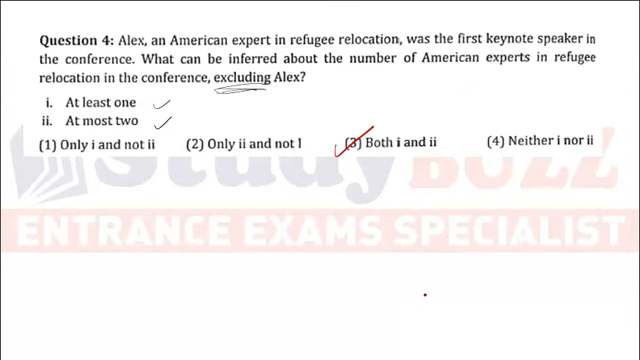 Question 4: Alex, an American expert in refugee relocation, was the first keynote speaker in
the conference. What can be inferred about the number of American experts in refugee
relocation in the conference, excluding Alex?
i. At least one
ii. At most two
(1) Only i and not ii (2) Only ii and not I (3) Both i and ii (4) Neither i nor ii
StudyBUZZ
ENTRANCE EXAMS SPECIALIST